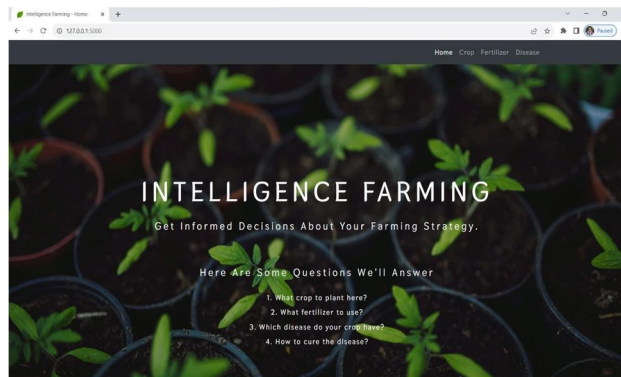 Intelligence Farming - Home
127.0.0.1:5000
Paused
Home Crop Fertilizer Disease
INTELLIGENCE FARMING
Get Informed Decisions About Your Farming Strategy.
Here Are Some Questions We'll Answer
1. What crop to plant here?
2. What fertilizer to use?
3. Which disease do your crop have?
4. How to cure the disease?